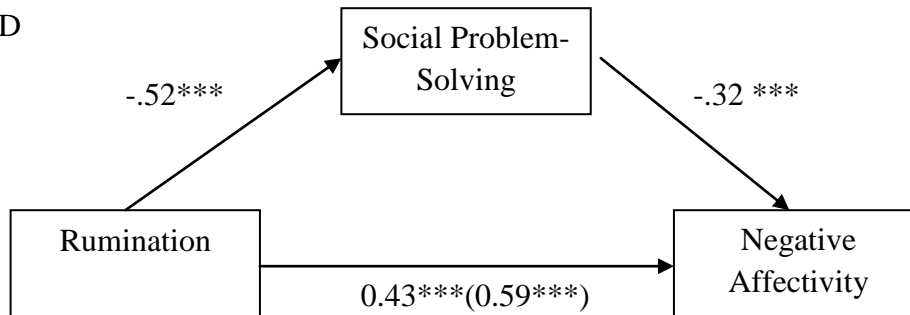 D
Social Problem-
Solving
-.52***
-.32 ***
Rumination
Negative
Affectivity
0.43***(0.59***)